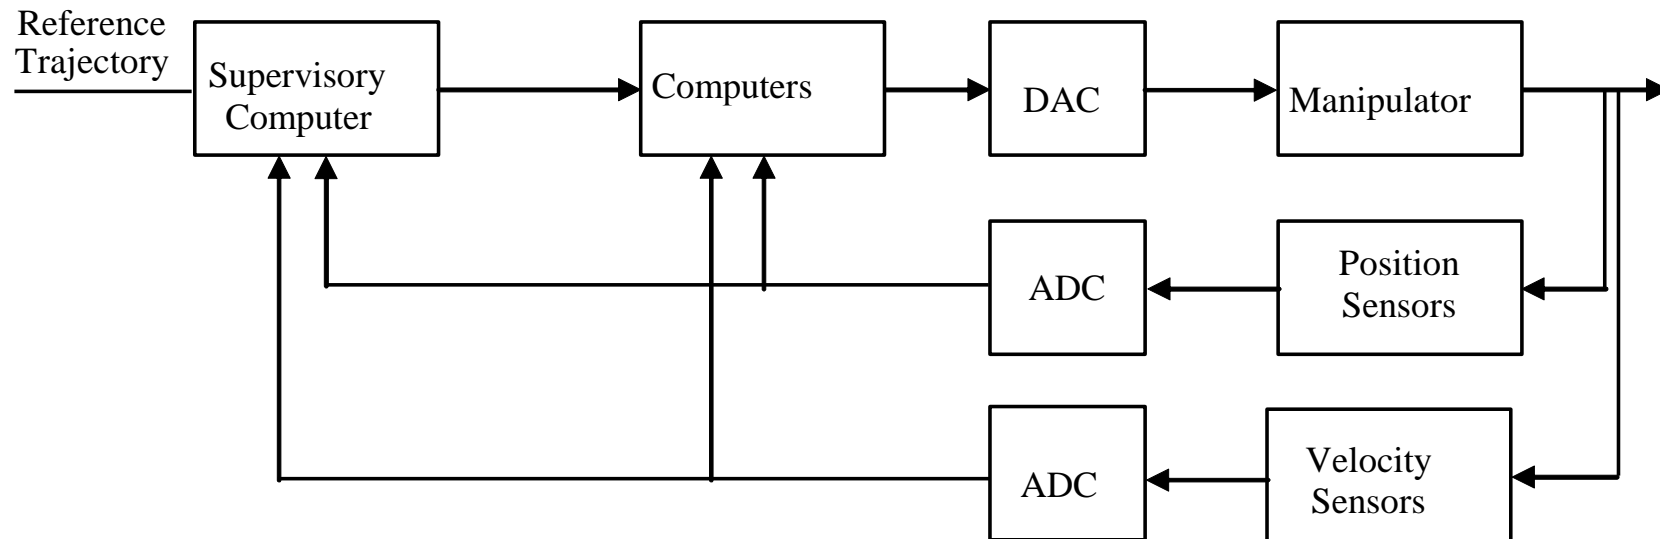 Reference
Trajectory
Supervisory
Computer
Computers
DAC
Manipulator
ADC
Position
Sensors
ADC
Velocity
Sensors